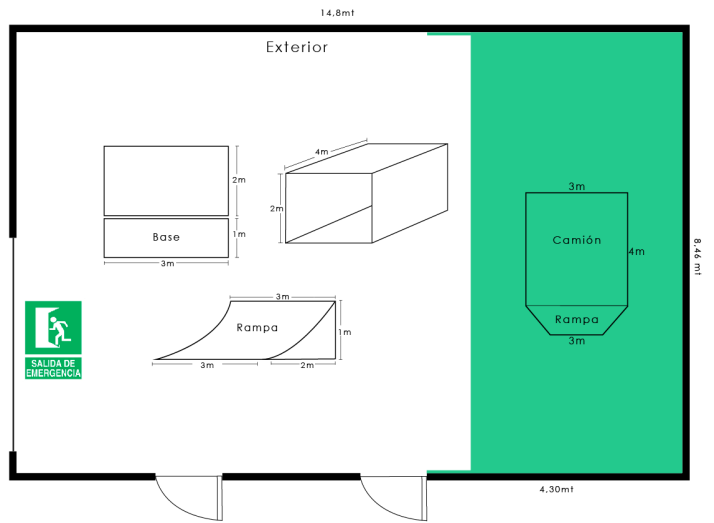 14,8mt
Exterior
4m
2m
2m
Base
1m
3m
3m
Camión
4m
8,46 mt
3m
Rampa
1m
3m
2m
Rampa
3m
SALIDA DE
EMERGENCIA
4,30mt